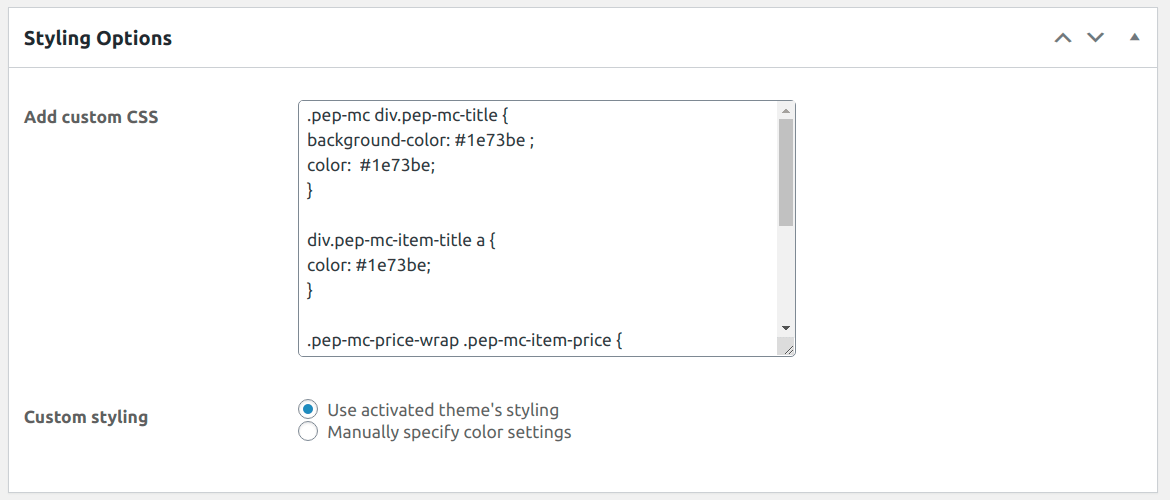 Styling Options
Add custom CSS
.pep-mc div.pep-mc-title {
background-color: #1e73be ;
color:  #1e73be;
}
div.pep-mc-item-title a {
color: #1e73be;
}
.pep-mc-price-wrap .pep-mc-item-price {
Custom styling
Use activated theme's styling
Manually specify color settings